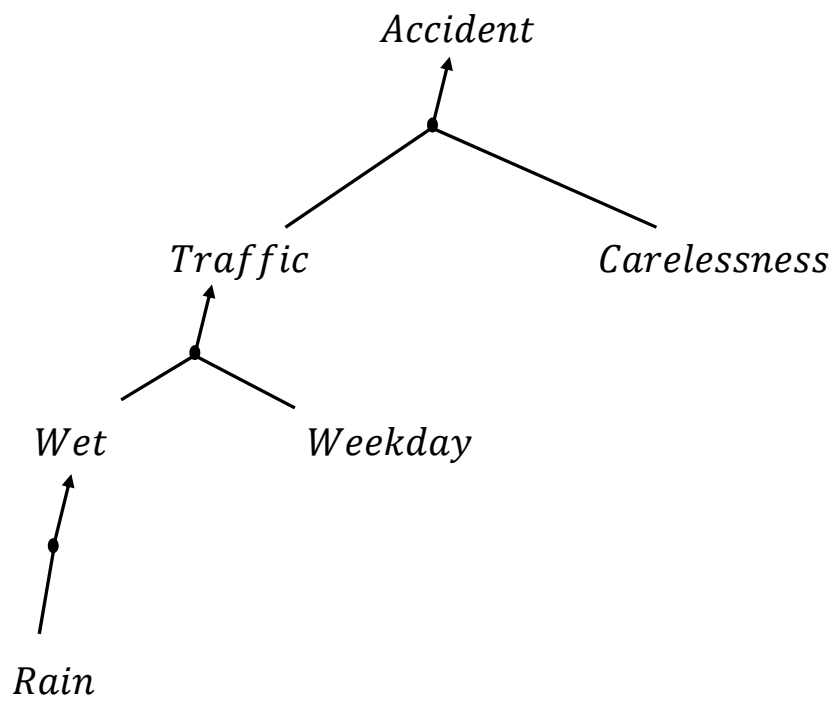 Accident
Traffic
Carelessness
Wet
Weekday
Rain